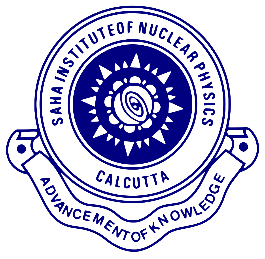 SAHA INSTITUTE OF NUCLEAR PHYSICS
CALCUTTA
ADVANCEMENT OF KNOWLEDGE